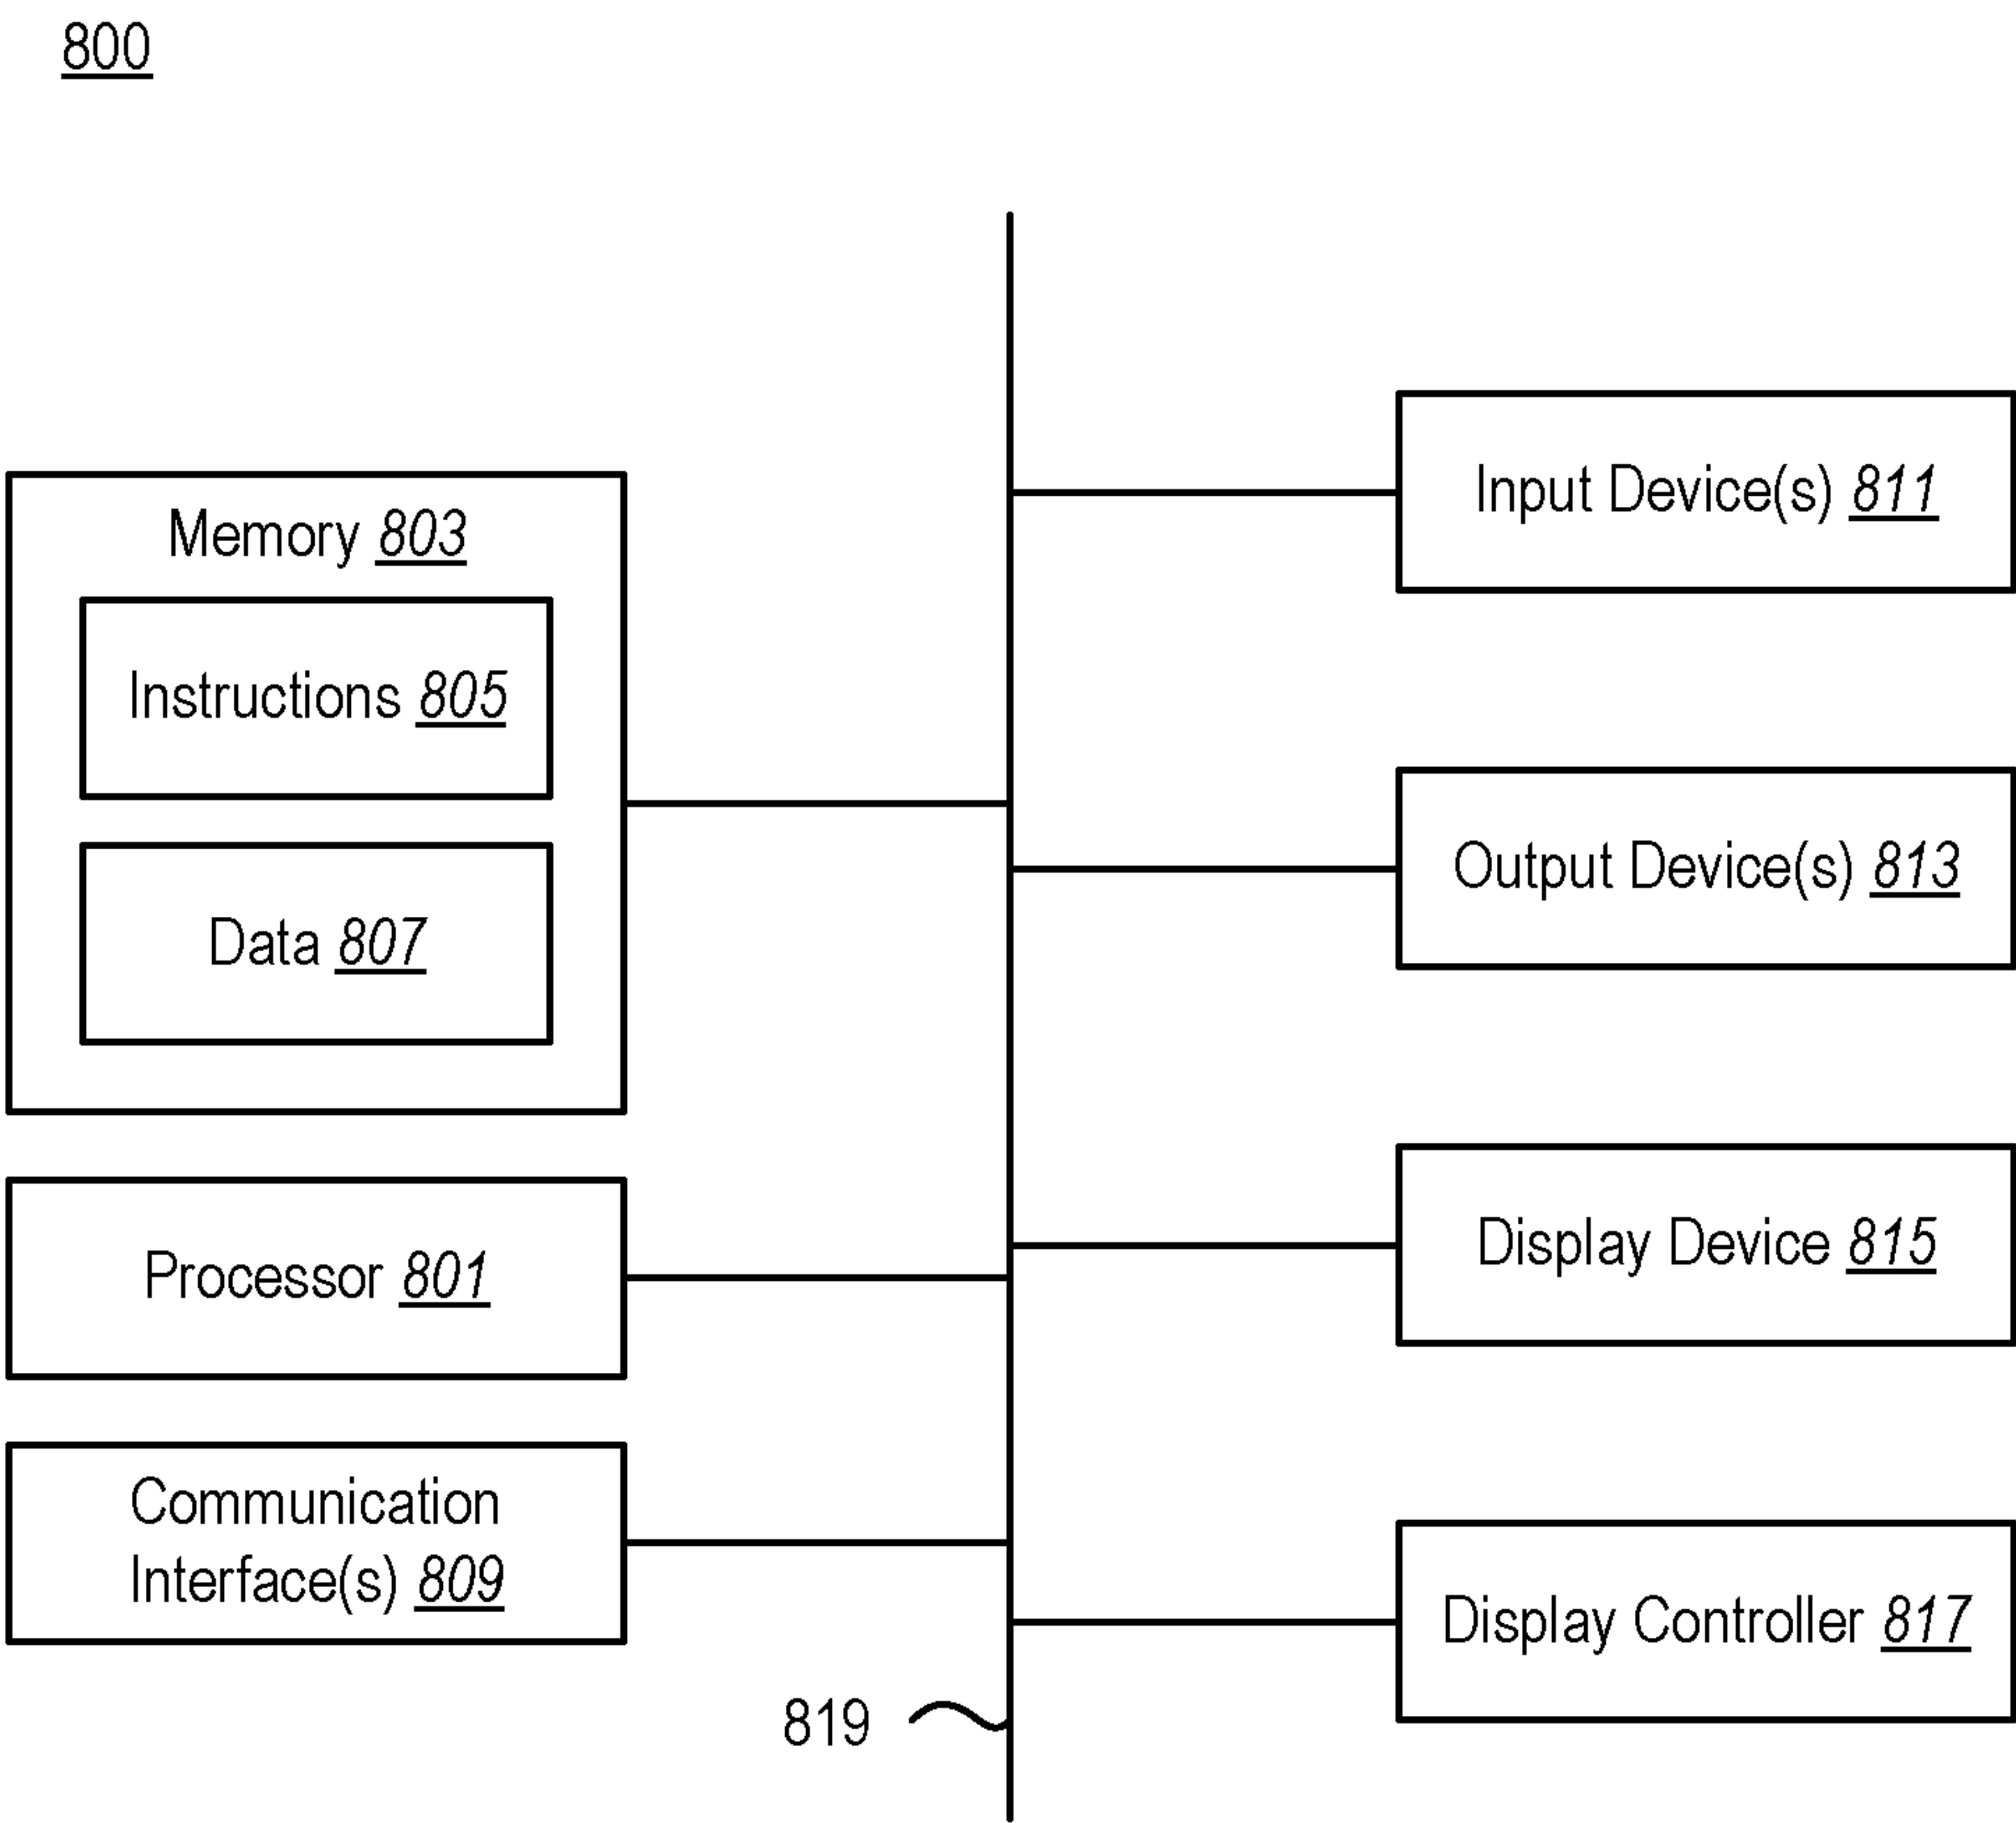 800
Memory 803
Instructions 805
Data 807
Processor 801
Communication
Interface(s) 809
Input Device(s) 811
Output Device(s) 813
Display Device 815
Display Controller 817
819